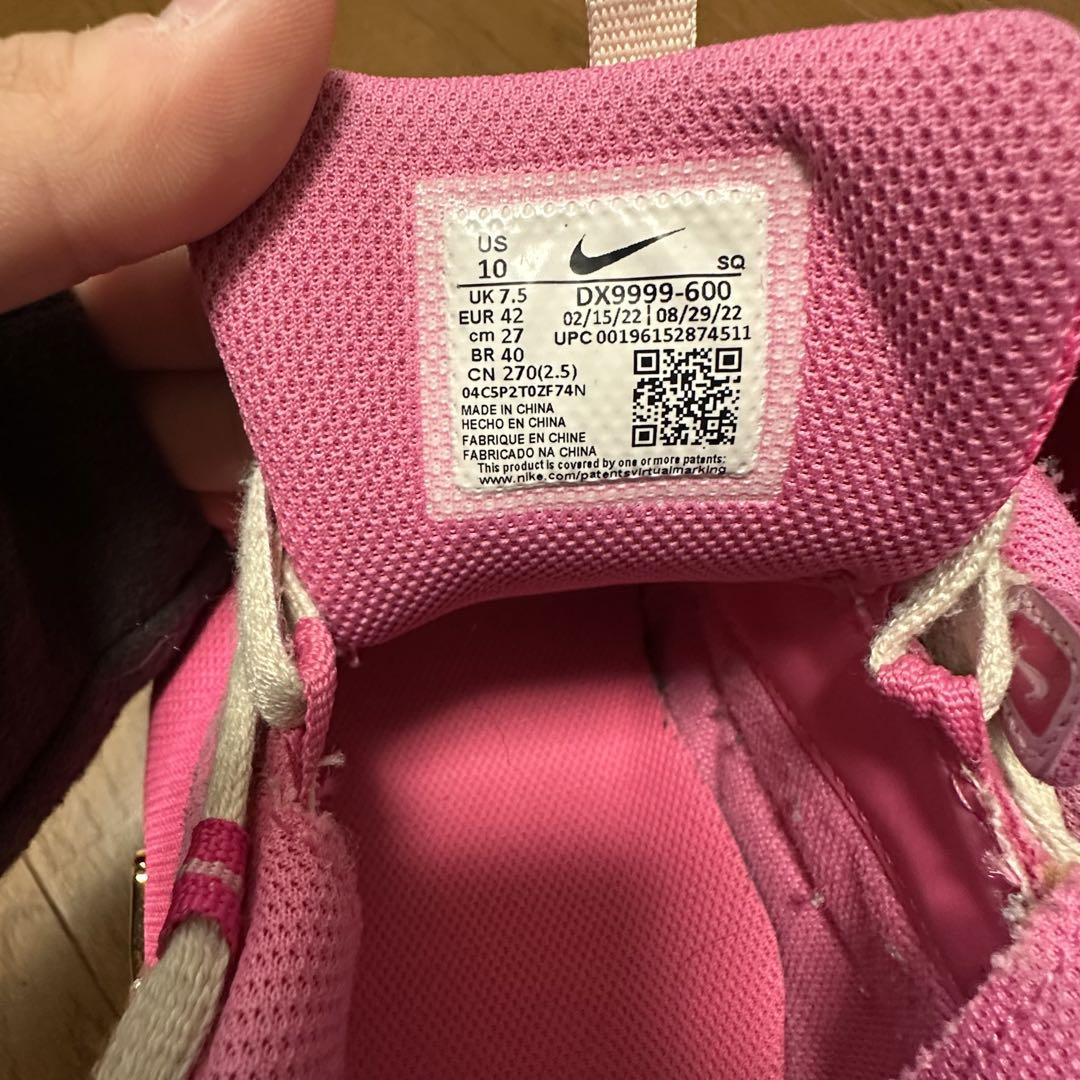 US
10
SQ
UK 7.5
DX9999-600
EUR 42
02/15/22 | 08/29/22
cm 27
UPC 00196152874511
BR 40
CN 270(2.5)
04C5P2T0ZF74N
MADE IN CHINA
HECHO EN CHINA
FABRIQUE EN CHINE
FABRICADO NA CHINA
This product is covered by one or more patents:
www.nike.com/patentsvirtualmarking